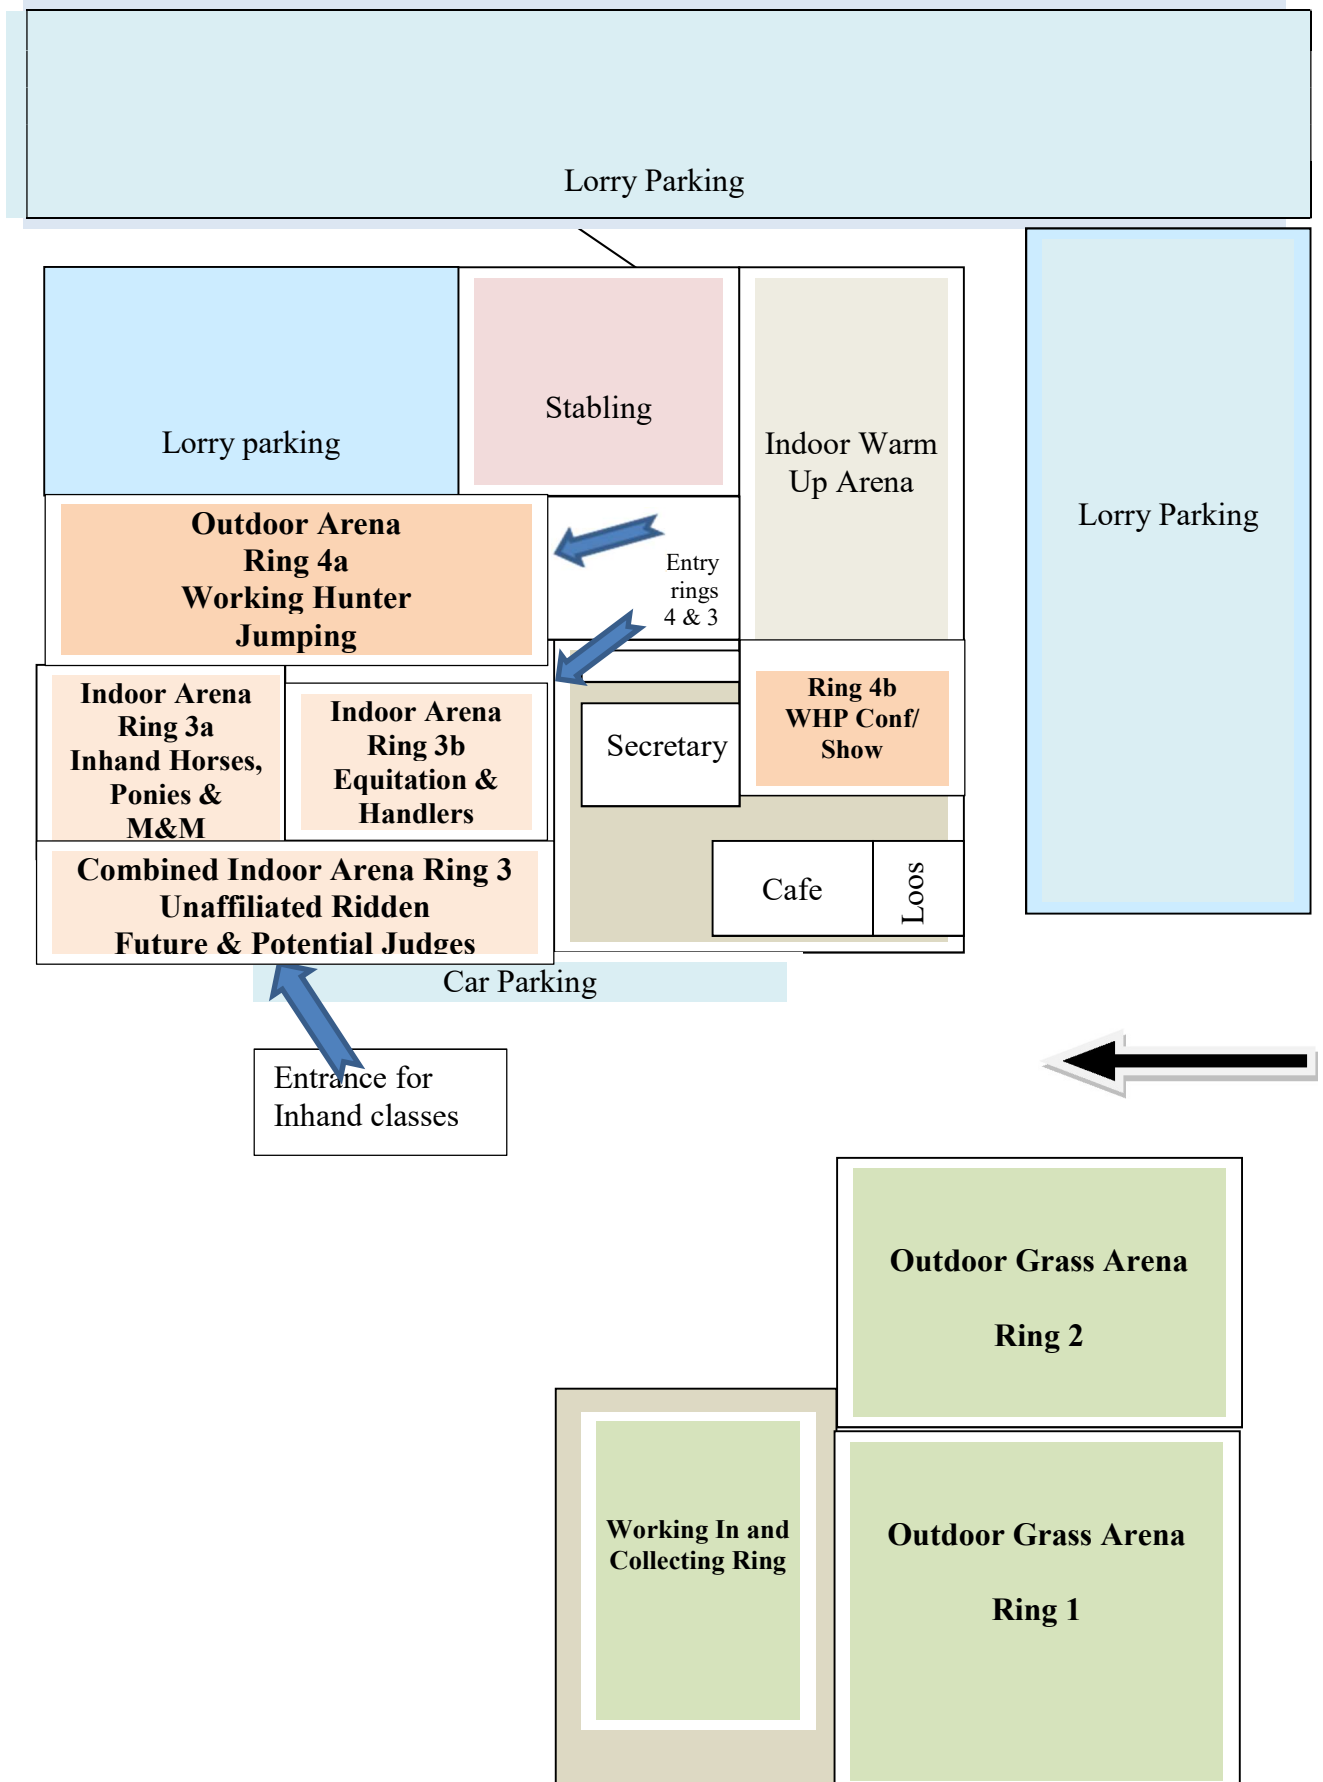 Lorry Parking
Lorry parking
Stabling
Indoor Warm
Up Arena
Lorry Parking
Outdoor Arena
Ring 4a
Working Hunter
Jumping
Entry
rings
4 & 3
Indoor Arena
Ring 3a
Inhand Horses,
Ponies &
M&M
Indoor Arena
Ring 3b
Equitation &
Handlers
Secretary
Ring 4b
WHP Conf/
Show
Combined Indoor Arena Ring 3
Unaffiliated Ridden
Future & Potential Judges
Cafe
Loos
Car Parking
Entrance for
Inhand classes
Outdoor Grass Arena
Ring 2
Working In and
Collecting Ring
Outdoor Grass Arena
Ring 1